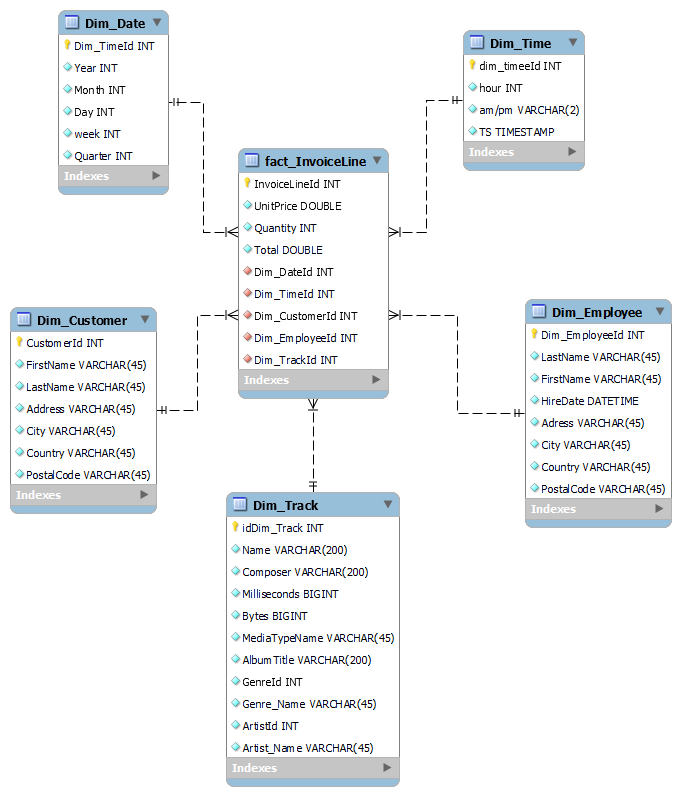 Dim_Date
Dim_TimeId INT
Year INT
Month INT
Day INT
week INT
Quarter INT
Indexes
Dim_Time
dim_timeeId INT
hour INT
am/pm VARCHAR(2)
TS TIMESTAMP
Indexes
fact_InvoiceLine
InvoiceLineId INT
UnitPrice DOUBLE
Quantity INT
Total DOUBLE
Dim_DateId INT
Dim_TimeId INT
Dim_CustomerId INT
Dim_EmployeeId INT
Dim_TrackId INT
Indexes
Dim_Customer
CustomerId INT
FirstName VARCHAR(45)
LastName VARCHAR(45)
Address VARCHAR(45)
City VARCHAR(45)
Country VARCHAR(45)
PostalCode VARCHAR(45)
Indexes
Dim_Employee
Dim_EmployeeId INT
LastName VARCHAR(45)
FirstName VARCHAR(45)
HireDate DATETIME
Adress VARCHAR(45)
City VARCHAR(45)
Country VARCHAR(45)
PostalCode VARCHAR(45)
Indexes
Dim_Track
idDim_Track INT
Name VARCHAR(200)
Composer VARCHAR(200)
Milliseconds BIGINT
Bytes BIGINT
MediaTypeName VARCHAR(45)
AlbumTitle VARCHAR(200)
GenreId INT
Genre_Name VARCHAR(45)
ArtistId INT
Artist_Name VARCHAR(45)
Indexes